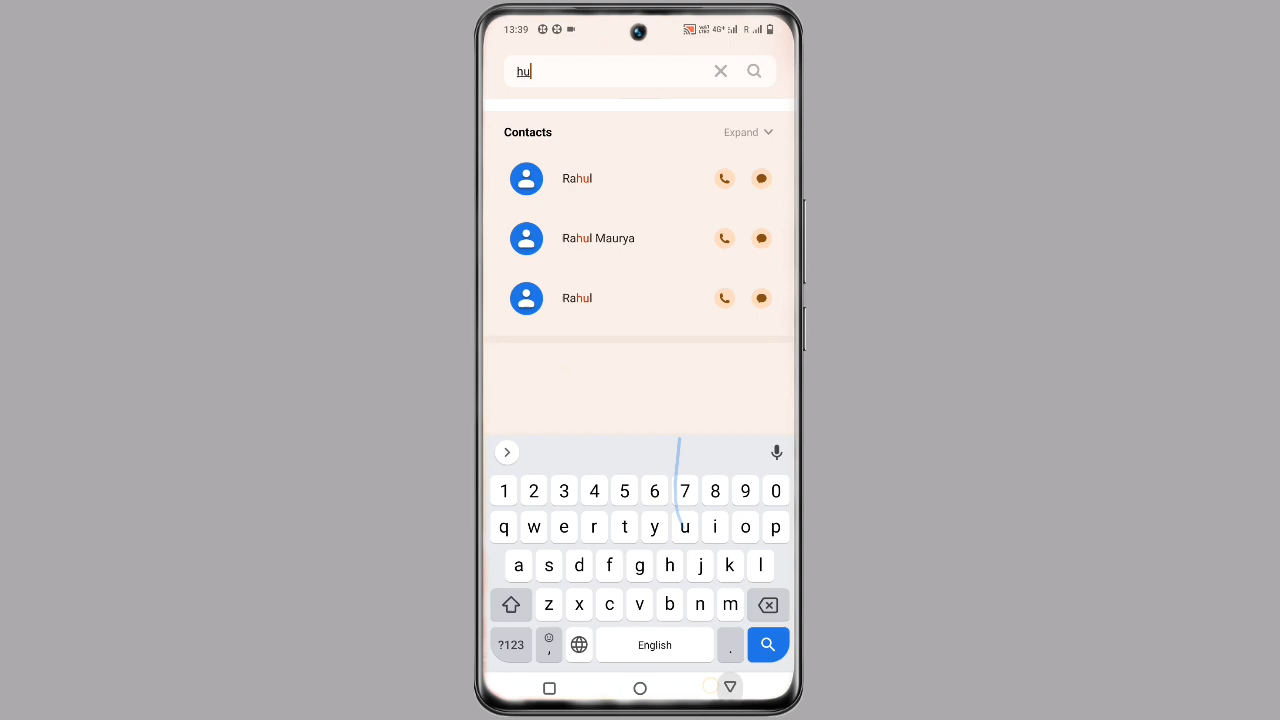 13:39 4G+ R
hu
Contacts Expand
Rahul
Rahul Maurya
Rahul
1 2 3 4 5 6 7 8 9 0
q w e r t y u i o p
a s d f g h j k l
z x c v b n m
?123 , English .